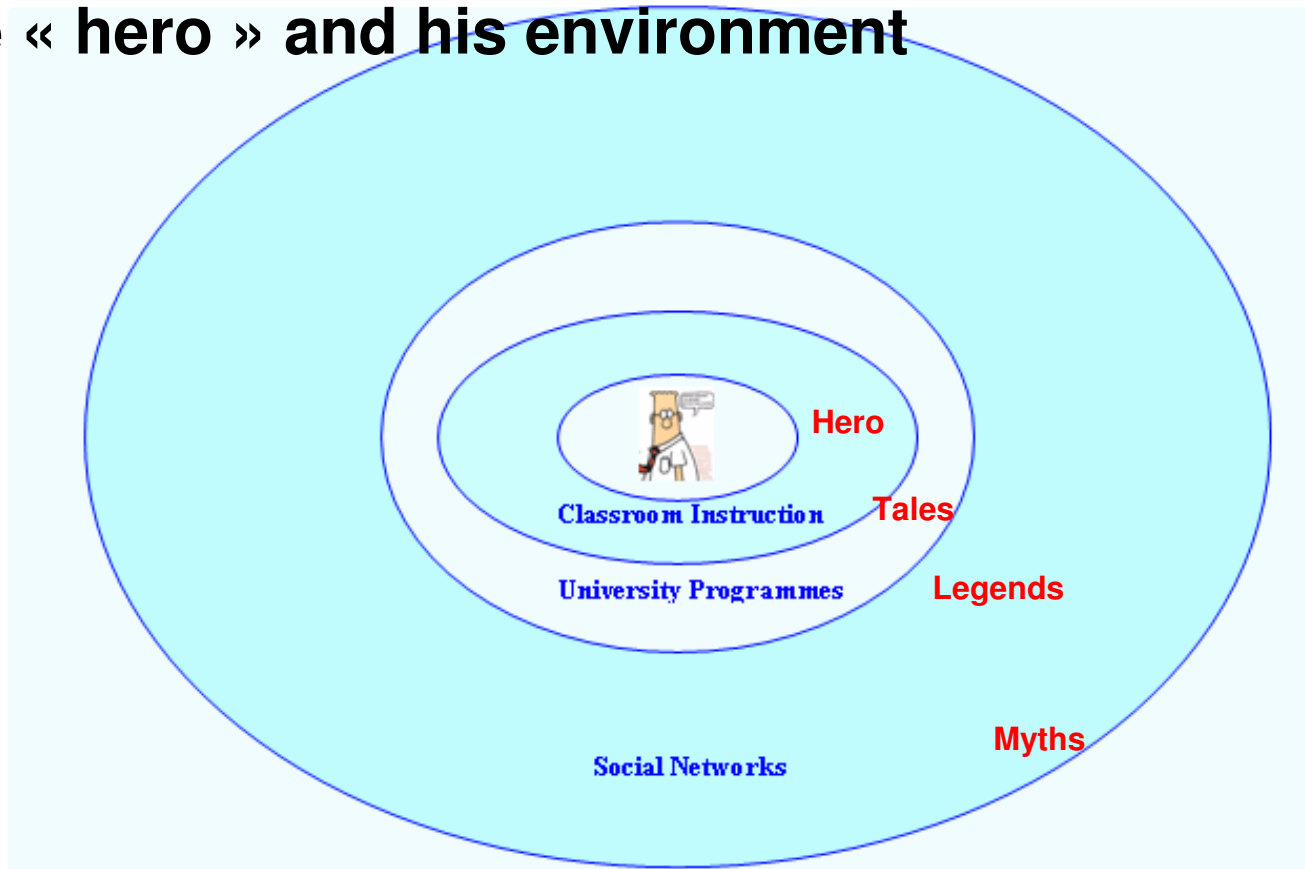 « hero » and his environment
Hero
Tales
Classroom Instruction
University Programmes
Legends
Myths
Social Networks